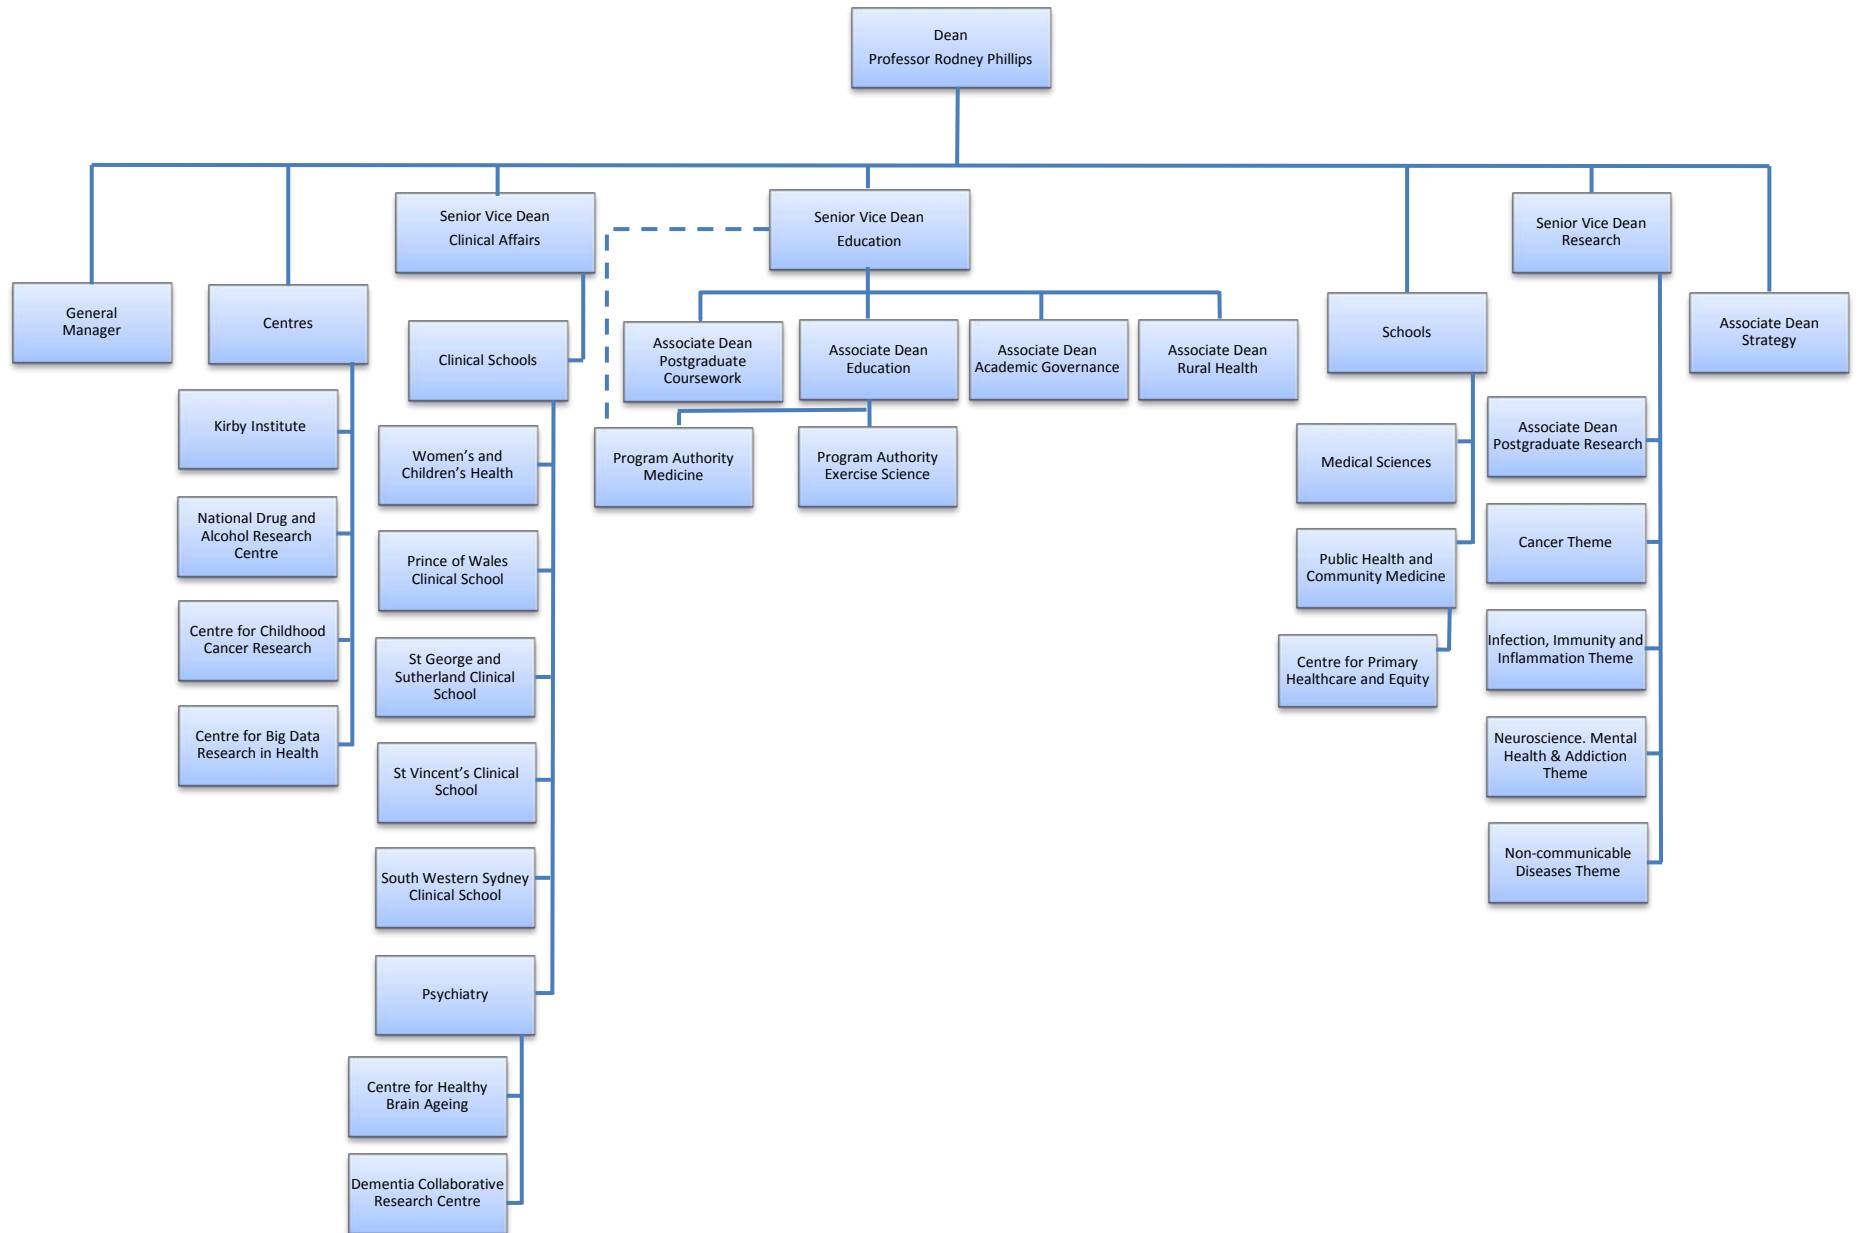 Dean
Professor Rodney Phillips
Senior Vice Dean
Clinical Affairs
Senior Vice Dean
Education
Senior Vice Dean
Research
General
Manager
Centres
Clinical Schools
Associate Dean
Postgraduate
Coursework
Associate Dean
Education
Associate Dean
Academic Governance
Associate Dean
Rural Health
Schools
Associate Dean
Strategy
Kirby Institute
National Drug and
Alcohol Research
Centre
Centre for Childhood
Cancer Research
Centre for Big Data
Research in Health
Women’s and
Children’s Health
Prince of Wales
Clinical School
St George and
Sutherland Clinical
School
St Vincent’s Clinical
School
South Western Sydney
Clinical School
Psychiatry
Centre for Healthy
Brain Ageing
Dementia Collaborative
Research Centre
Program Authority
Medicine
Program Authority
Exercise Science
Medical Sciences
Public Health and
Community Medicine
Centre for Primary
Healthcare and Equity
Associate Dean
Postgraduate Research
Cancer Theme
Infection, Immunity and
Inflammation Theme
Neuroscience. Mental
Health & Addiction
Theme
Non-communicable
Diseases Theme